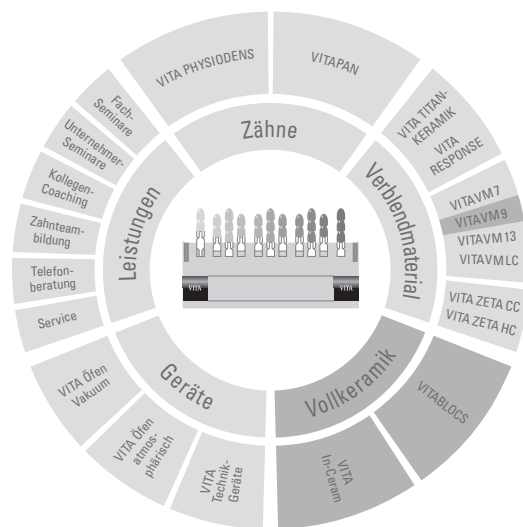 VITA PHYSIODENS
VITAPAN
Zähne
VITA TITAN-
KERAMIK
VITA
RESPONSE
VITAVM7
VITAVM9
VITAVM13
VITAVMLC
VITA ZETA CC
VITA ZETA HC
Verblendmaterial
Vollkeramik
VITABLOCS
VITA
In-Ceram
Geräte
VITA
Technik-
Geräte
VITA Öfen
atmos-
phärisch
VITA Öfen
Vakuum
Leistungen
Service
Telefon-
beratung
Zahnteam-
bildung
Kollegen-
Coaching
Unternehmer-
Seminare
Fach-
Seminare
VITA
VITA